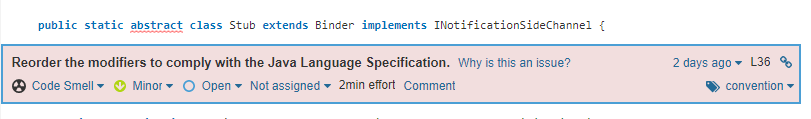 public static abstract class Stub extends Binder implements INotificationSideChannel {
Reorder the modifiers to comply with the Java Language Specification. Why is this an issue? 2 days ago L36
Code Smell Minor Open Not assigned 2min effort Comment convention